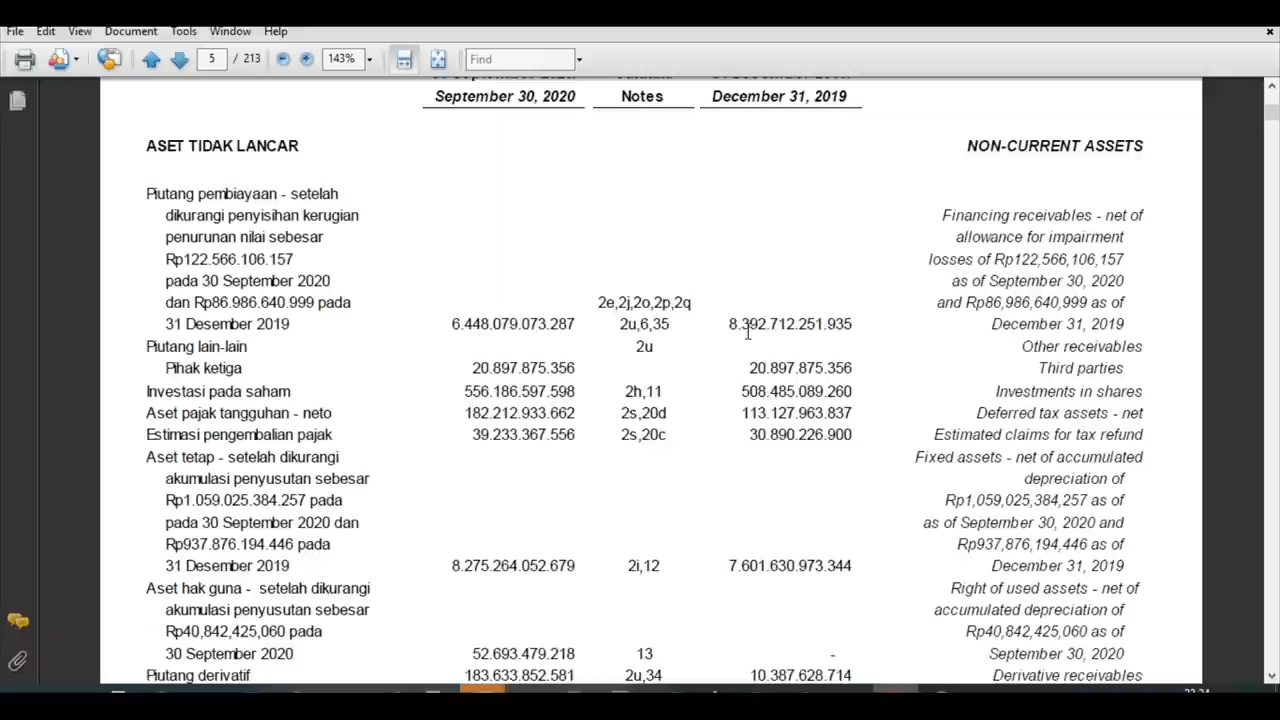 File Edit View Document Tools Window Help
5 / 213 143% Find
September 30, 2020 Notes December 31, 2019
ASET TIDAK LANCAR NON-CURRENT ASSETS
Piutang pembiayaan - setelah
dikurangi penyisihan kerugian Financing receivables - net of
penurunan nilai sebesar allowance for impairment
Rp122.566.106.157 losses of Rp122,566,106,157
pada 30 September 2020 as of September 30, 2020
dan Rp86.986.640.999 pada 2e,2j,2o,2p,2q and Rp86,986,640,999 as of
31 Desember 2019 6.448.079.073.287 2u,6,35 8.392.712.251.935 December 31, 2019
Piutang lain-lain 2u Other receivables
Pihak ketiga 20.897.875.356 20.897.875.356 Third parties
Investasi pada saham 556.186.597.598 2h,11 508.485.089.260 Investments in shares
Aset pajak tangguhan - neto 182.212.933.662 2s,20d 113.127.963.837 Deferred tax assets - net
Estimasi pengembalian pajak 39.233.367.556 2s,20c 30.890.226.900 Estimated claims for tax refund
Aset tetap - setelah dikurangi Fixed assets - net of accumulated
akumulasi penyusutan sebesar depreciation of
Rp1.059.025.384.257 pada Rp1,059,025,384,257 as of
pada 30 September 2020 dan as of September 30, 2020 and
Rp937.876.194.446 pada Rp937,876,194,446 as of
31 Desember 2019 8.275.264.052.679 2i,12 7.601.630.973.344 December 31, 2019
Aset hak guna - setelah dikurangi Right of used assets - net of
akumulasi penyusutan sebesar accumulated depreciation of
Rp40,842,425,060 pada Rp40,842,425,060 as of
30 September 2020 52.693.479.218 13 - September 30, 2020
Piutang derivatif 183.633.852.581 2u,34 10.387.628.714 Derivative receivables